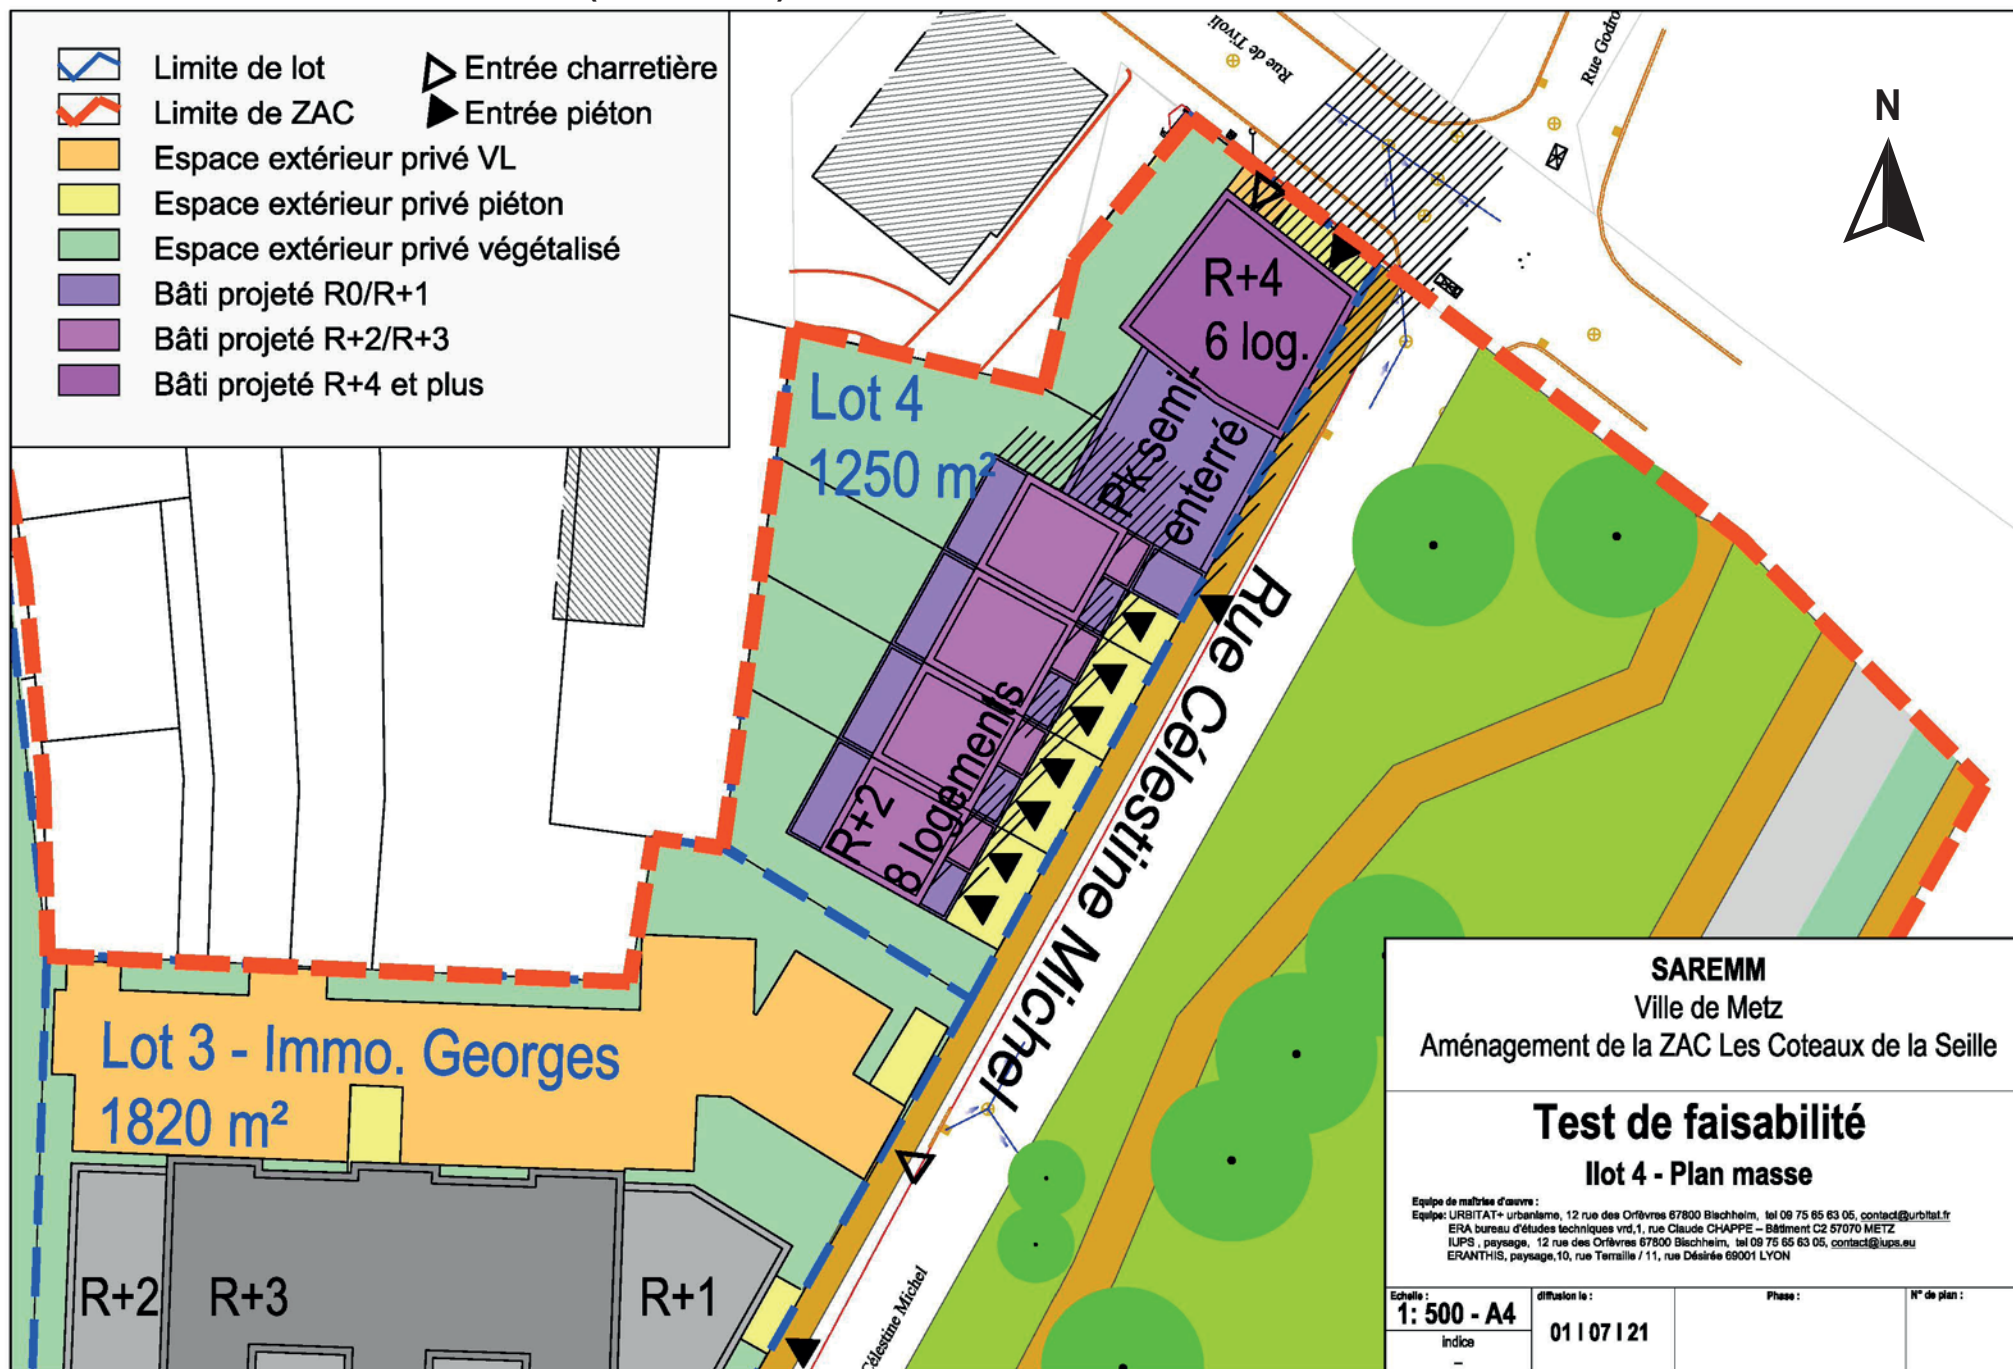 Limite de lot
Entrée charretière
Limite de ZAC
Entrée piéton
Espace extérieur privé VL
Espace extérieur privé piéton
Espace extérieur privé végétalisé
Bâti projeté R0/R+1
Bâti projeté R+2/R+3
Bâti projeté R+4 et plus
Rue de Tivoli
Rue Godro
N
R+4
6 log.
Lot 4
1250 m²
Pk semi-
enterré
R+2
8 logements
Rue Célestine Michel
Lot 3 - Immo. Georges
1820 m²
R+2
R+3
R+1
Célestine Michel
SAREMM
Ville de Metz
Aménagement de la ZAC Les Coteaux de la Seille
Test de faisabilité
Ilot 4 - Plan masse
Equipe de maîtrise d'œuvre :
Equipe: URBITAT+ urbanisme, 12 rue des Orfèvres 67800 Bischheim, tel 09 75 65 63 05, contact@urbitat.fr
ERA bureau d'études techniques vrd,1, rue Claude CHAPPE – Bâtiment C2 57070 METZ
IUPS , paysage, 12 rue des Orfèvres 67800 Bischheim, tel 09 75 65 63 05, contact@iups.eu
ERANTHIS, paysage,10, rue Terraille / 11, rue Désirée 69001 LYON
Echelle :
1: 500 - A4
indice
–
diffusion le :
01 I 07 I 21
Phase :
N° de plan :